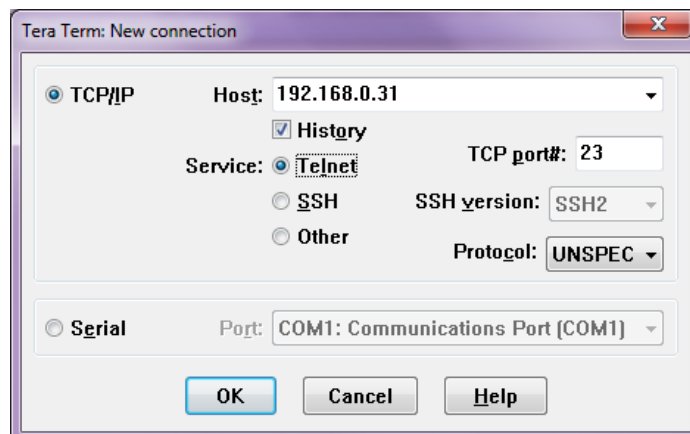 Tera Term: New connection
TCP/IP Host: 192.168.0.31
History
Service: Telnet TCP port#: 23
SSH SSH version: SSH2
Other Protocol: UNSPEC
Serial Port: COM1: Communications Port (COM1)
OK Cancel Help